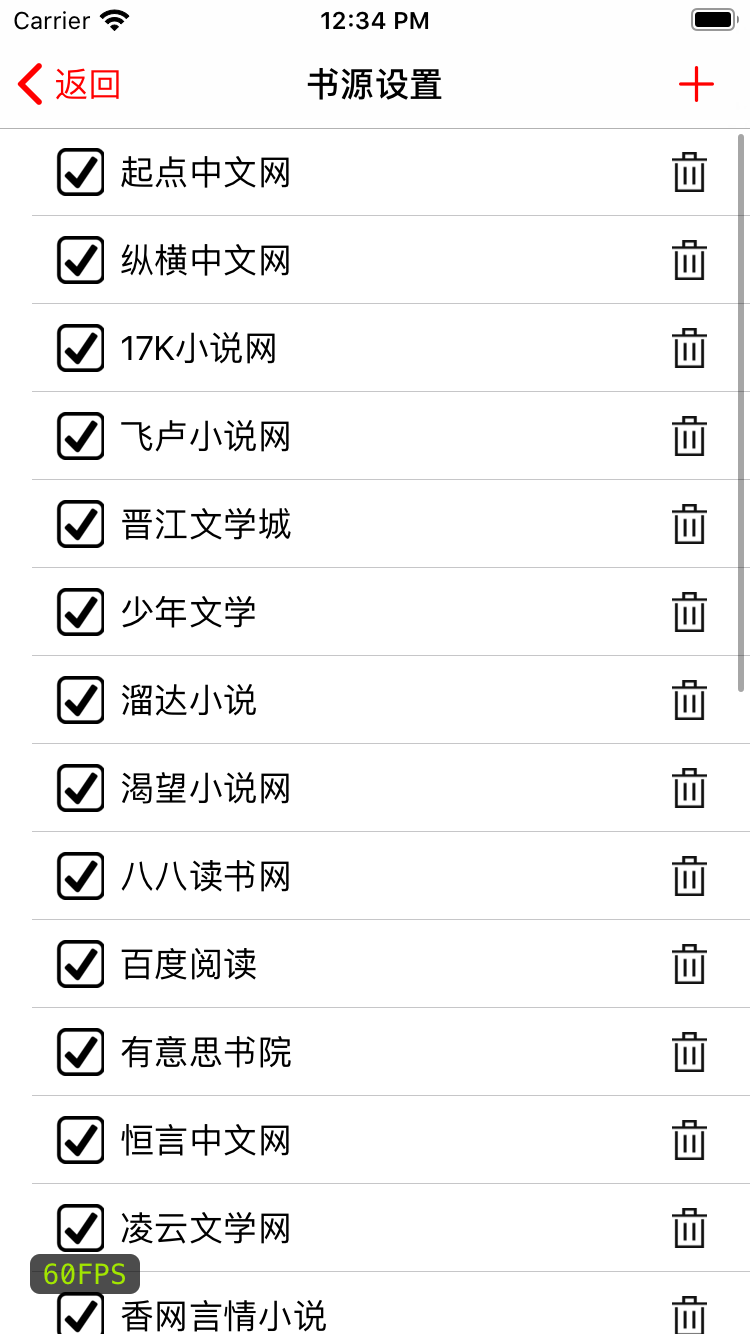 Carrier 12:34 PM
返回 书源设置
起点中文网
纵横中文网
17K小说网
飞卢小说网
晋江文学城
少年文学
溜达小说
渴望小说网
八八读书网
百度阅读
有意思书院
恒言中文网
凌云文学网
60FPS
香网言情小说